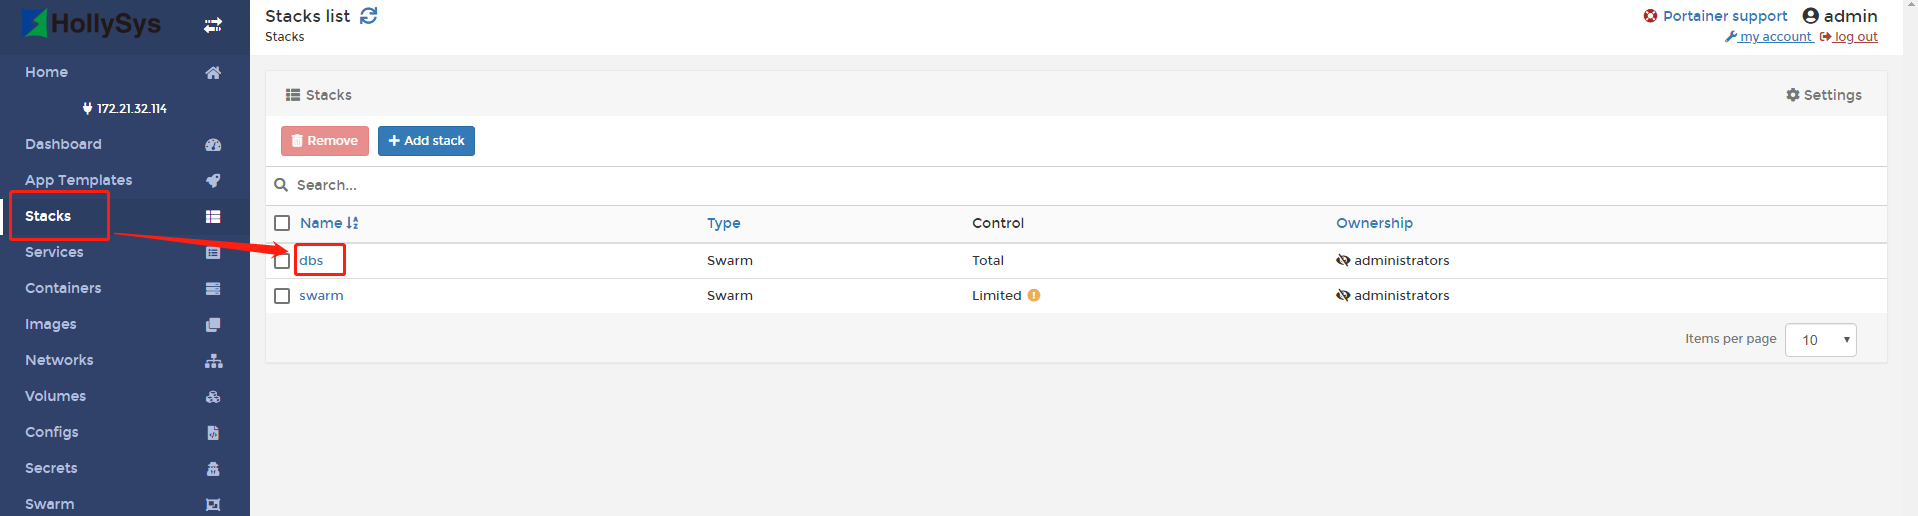 HollySys
Home
172.21.32.114
Dashboard
App Templates
Stacks
Services
Containers
Images
Networks
Volumes
Configs
Secrets
Swarm
Stacks list
Stacks
Portainer support admin
my account log out
Stacks Settings
Remove + Add stack
Search...
Name Type Control Ownership
dbs Swarm Total administrators
swarm Swarm Limited administrators
Items per page 10